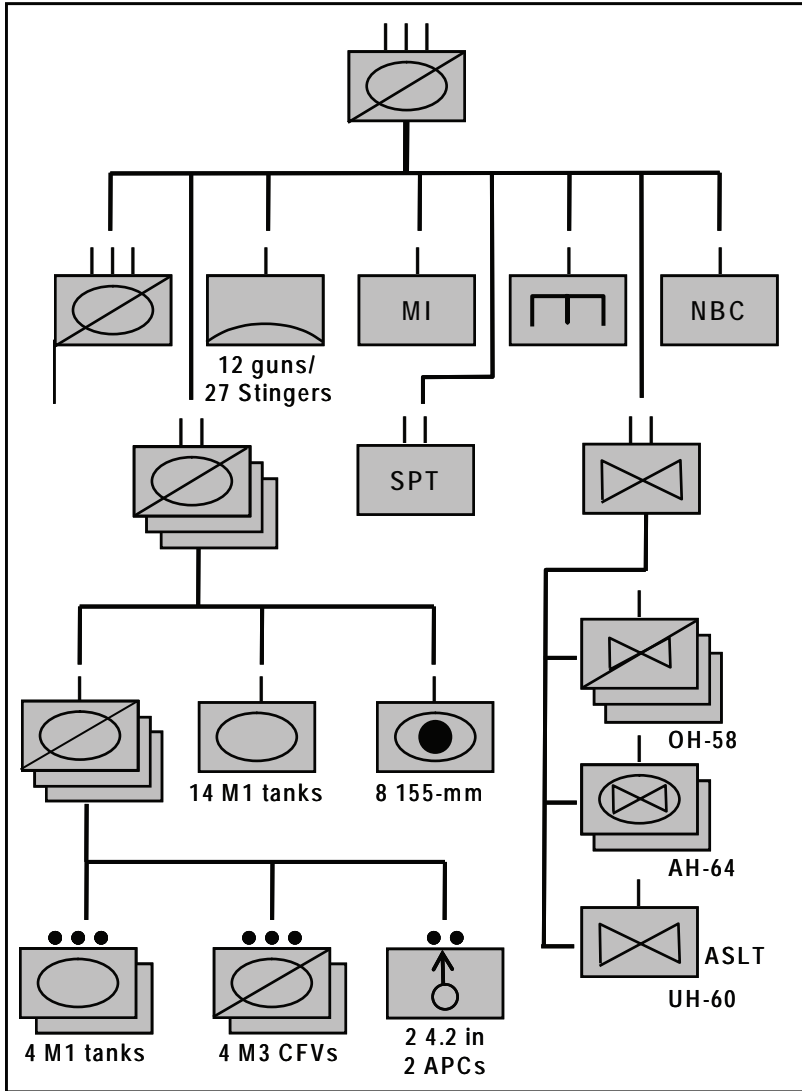 MI
NBC
12 guns/
27 Stingers
SPT
14 M1 tanks
8 155-mm
OH-58
AH-64
ASLT
UH-60
4 M1 tanks
4 M3 CFVs
2 4.2 in
2 APCs